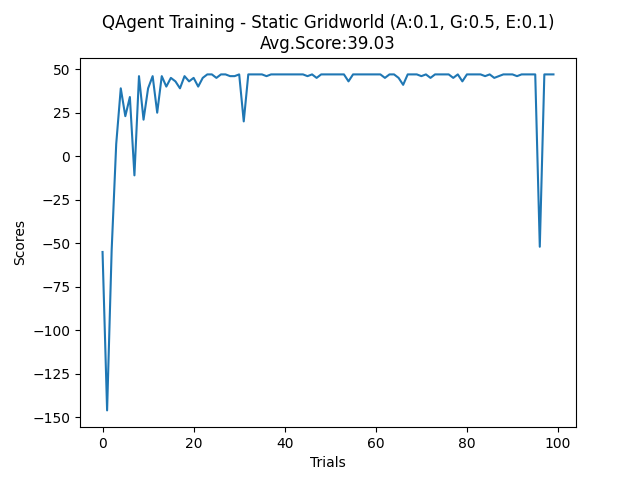 QAgent Training - Static Gridworld (A:0.1, G:0.5, E:0.1)
Avg.Score:39.03
50
25
0
−25
−50
−75
−100
−125
−150
Scores
0 20 40 60 80 100
Trials